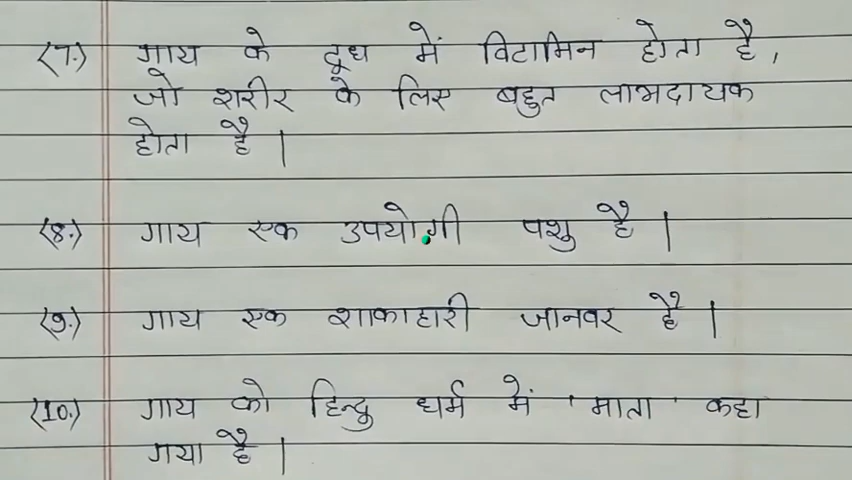 (7.) गाय के दूध में विटामिन होता है,
जो शरीर के लिए बहुत लाभदायक
होता है।
(8.) गाय एक उपयोगी पशु है।
(9.) गाय एक शाकाहारी जानवर है।
(10.) गाय को हिन्दु धर्म में 'माता' कहा
गया है।